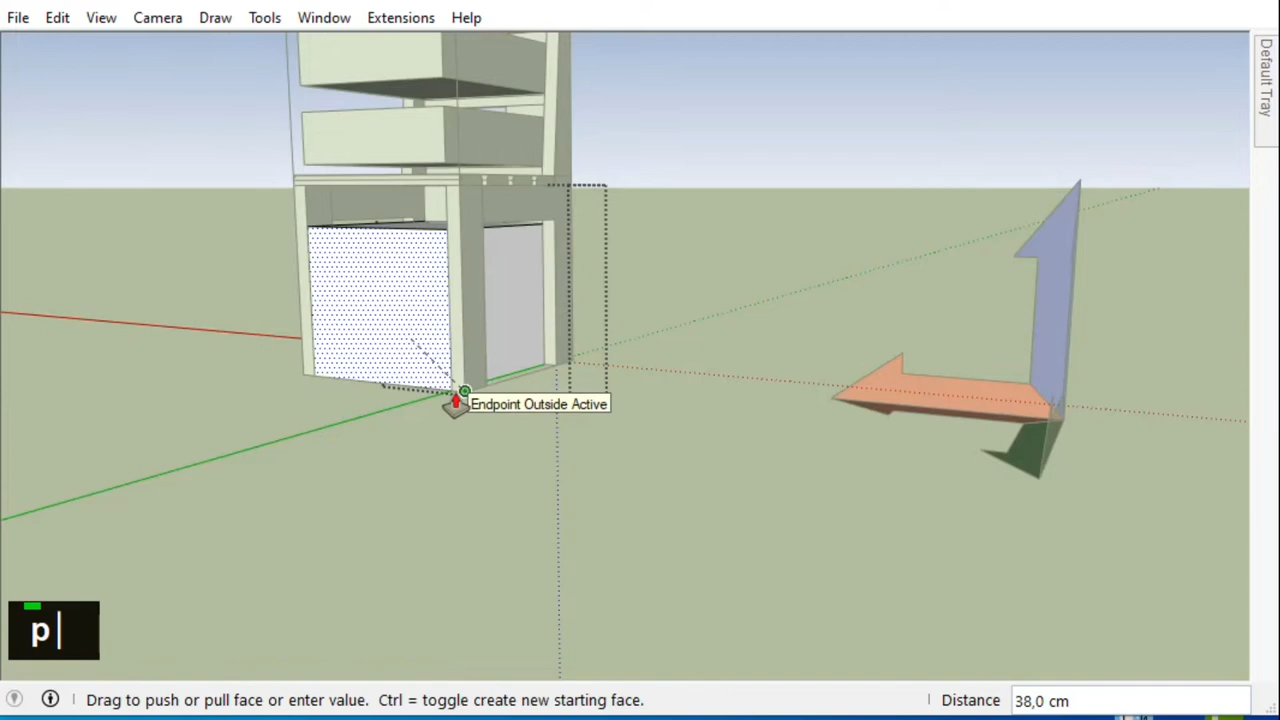 File Edit View Camera Draw Tools Window Extensions Help
Default Tray
Endpoint Outside Active
p
Drag to push or pull face or enter value. Ctrl = toggle create new starting face. Distance 38,0 cm